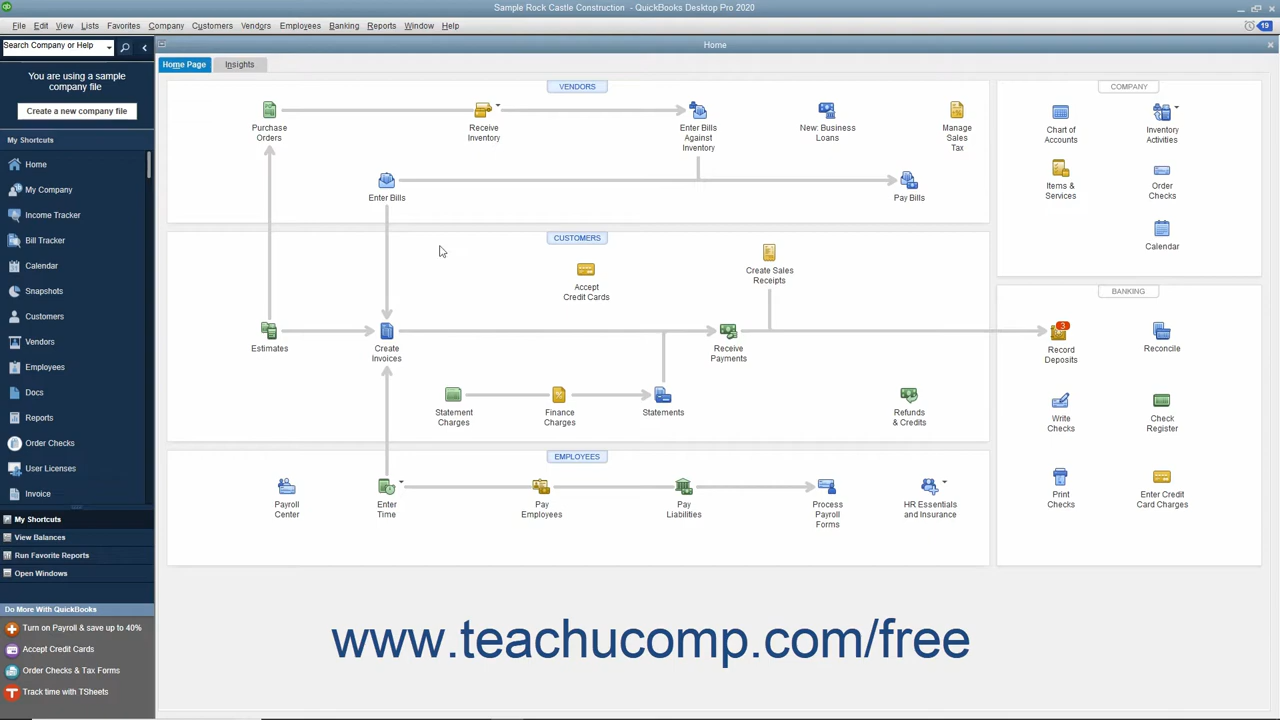 Sample Rock Castle Construction - QuickBooks Desktop Pro 2020
File Edit View Lists Favorites Company Customers Vendors Employees Banking Reports Window Help
19
Search Company or Help
Home
You are using a sample
company file
Create a new company file
My Shortcuts
Home
My Company
Income Tracker
Bill Tracker
Calendar
Snapshots
Customers
Vendors
Employees
Docs
Reports
Order Checks
User Licenses
Invoice
My Shortcuts
View Balances
Run Favorite Reports
Open Windows
Do More With QuickBooks
Turn on Payroll & save up to 40%
Accept Credit Cards
Order Checks & Tax Forms
Track time with TSheets
Home Page
Insights
VENDORS
Purchase
Orders
Receive
Inventory
Enter Bills
Against
Inventory
New: Business
Loans
Manage
Sales
Tax
Enter Bills
Pay Bills
CUSTOMERS
Accept
Credit Cards
Create Sales
Receipts
Estimates
Create
Invoices
Receive
Payments
Statement
Charges
Finance
Charges
Statements
Refunds
& Credits
EMPLOYEES
Payroll
Center
Enter
Time
Pay
Employees
Pay
Liabilities
Process
Payroll
Forms
HR Essentials
and Insurance
COMPANY
Chart of
Accounts
Inventory
Activities
Items &
Services
Order
Checks
Calendar
BANKING
3
Record
Deposits
Reconcile
Write
Checks
Check
Register
Print
Checks
Enter Credit
Card Charges
www.teachucomp.com/free